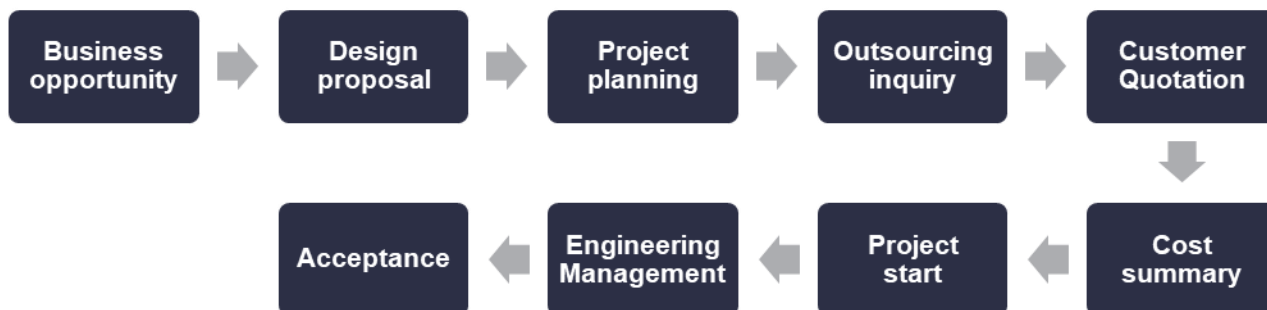 Business
opportunity
Design
proposal
Project
planning
Outsourcing
inquiry
Customer
Quotation
Cost
summary
Project
start
Engineering
Management
Acceptance